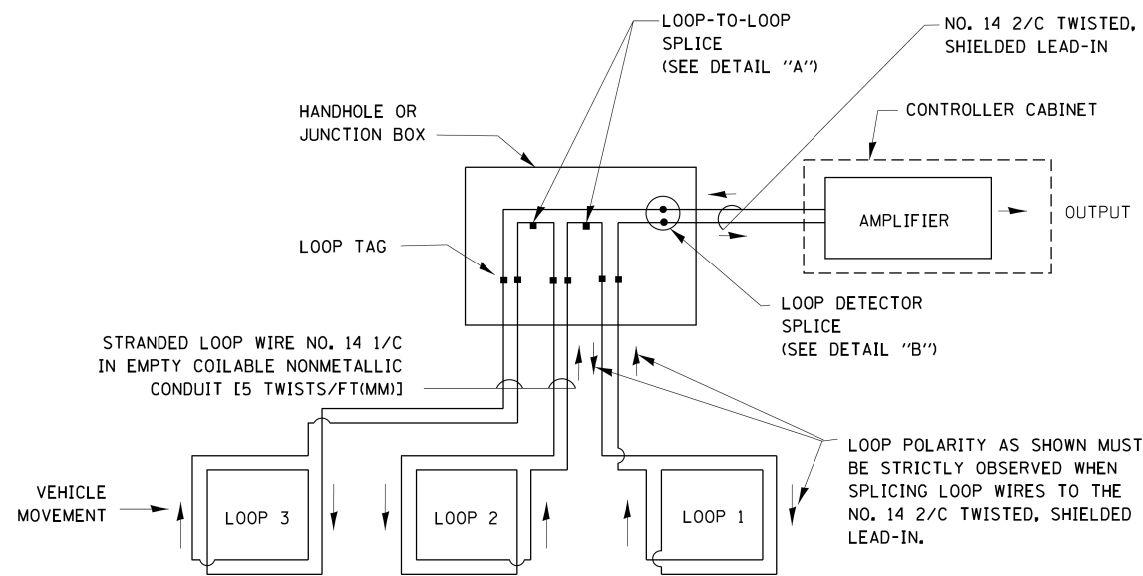 LOOP-TO-LOOP
SPLICE
(SEE DETAIL "A")
NO. 14 2/C TWISTED,
SHIELDED LEAD-IN
HANDHOLE OR
JUNCTION BOX
CONTROLLER CABINET
AMPLIFIER
OUTPUT
LOOP TAG
LOOP DETECTOR
SPLICE
(SEE DETAIL "B")
STRANDED LOOP WIRE NO. 14 1/C
IN EMPTY COILABLE NONMETALLIC
CONDUIT [5 TWISTS/FT(MM)]
LOOP POLARITY AS SHOWN MUST
BE STRICTLY OBSERVED WHEN
SPLICING LOOP WIRES TO THE
NO. 14 2/C TWISTED, SHIELDED
LEAD-IN.
VEHICLE
MOVEMENT
LOOP 3
LOOP 2
LOOP 1